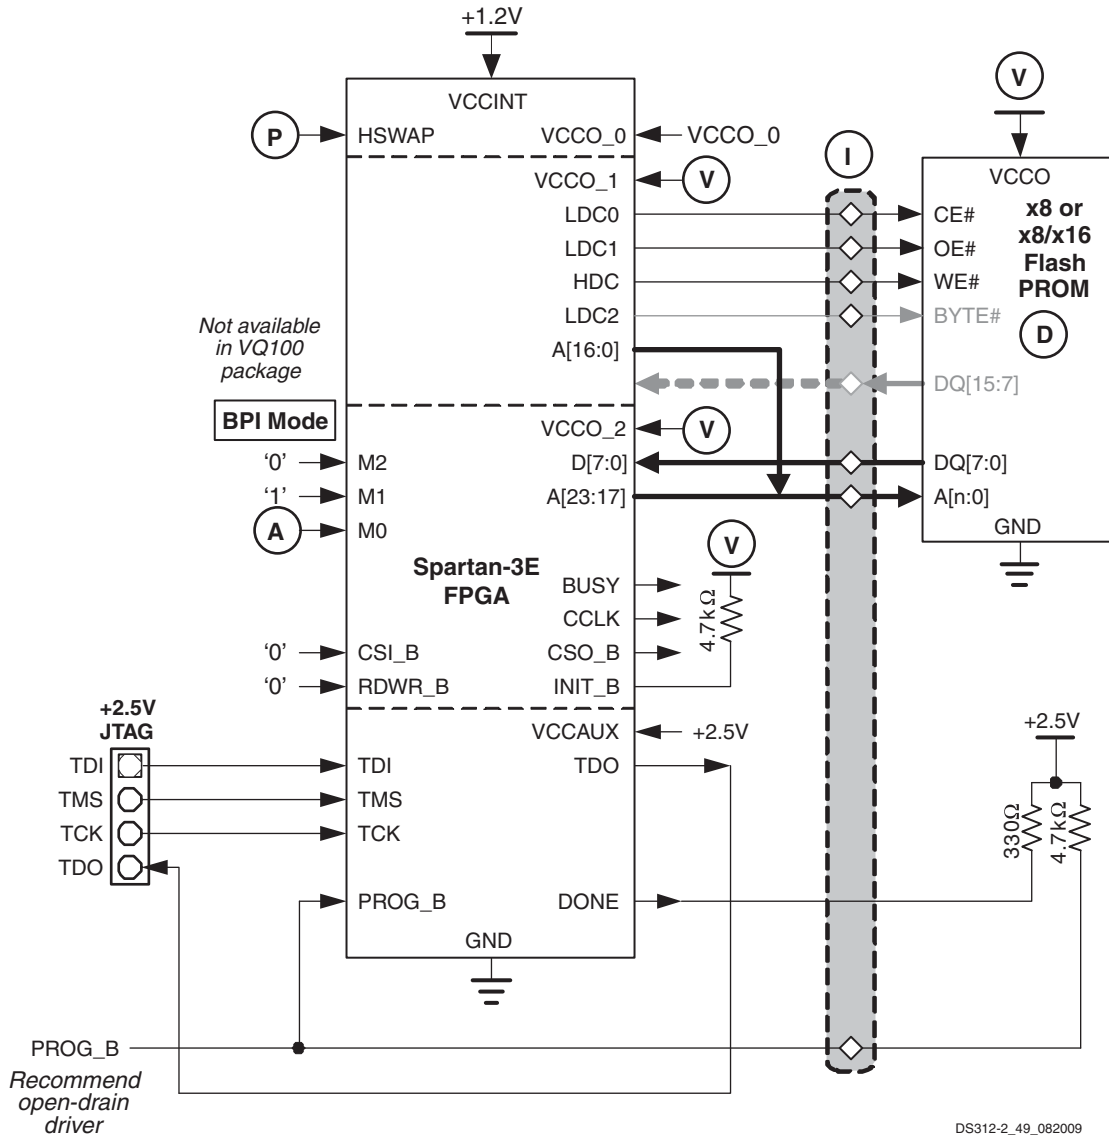 +1.2V
VCCINT
P
HSWAP
VCCO_0
VCCO_0
V
I
VCCO_1
V
VCCO
LDC0
CE#
x8 or
x8/x16
Flash
PROM
LDC1
OE#
HDC
WE#
LDC2
BYTE#
D
Not available
in VQ100
package
A[16:0]
DQ[15:7]
BPI Mode
VCCO_2
V
'0'
M2
D[7:0]
DQ[7:0]
'1'
M1
A[23:17]
A[n:0]
A
M0
GND
V
Spartan-3E
FPGA
BUSY
4.7kΩ
CCLK
'0'
CSI_B
CSO_B
'0'
RDWR_B
INIT_B
+2.5V
JTAG
VCCAUX
+2.5V
+2.5V
TDI
TDI
TDO
TMS
TMS
TCK
TCK
330Ω
4.7kΩ
TDO
PROG_B
DONE
GND
PROG_B
Recommend
open-drain
driver
DS312-2_49_082009